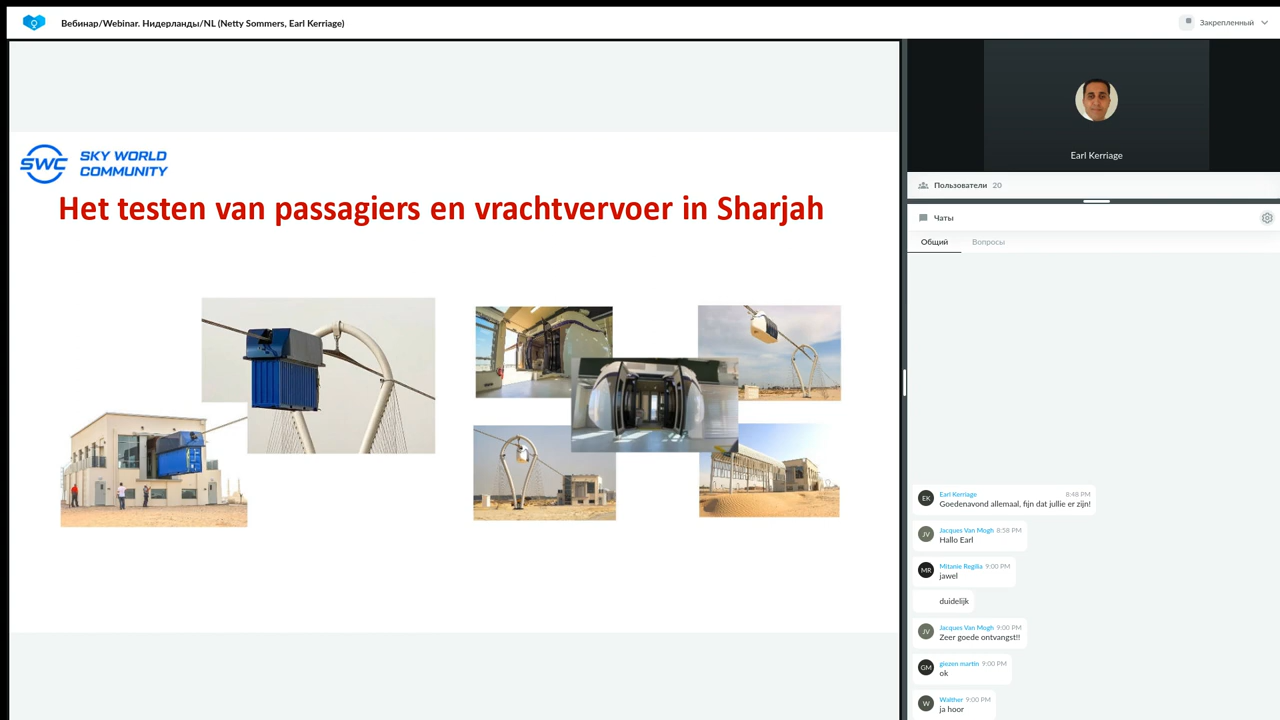 Вебинар/Webinar. Нидерланды/NL (Netty Sommers, Earl Kerriage)
Закрепленный
SWC SKY WORLD
COMMUNITY
Het testen van passagiers en vrachtvervoer in Sharjah
Earl Kerriage
Пользователи 20
Чаты
Общий Вопросы
EK Earl Kerriage 8:48 PM
Goedenavond allemaal, fijn dat jullie er zijn!
JV Jacques Van Mogh 8:58 PM
Hallo Earl
MR Mitanie Regilia 9:00 PM
jawel
duidelijk
JV Jacques Van Mogh 9:00 PM
Zeer goede ontvangst!!
GM giezen martin 9:00 PM
ok
W Walther 9:00 PM
ja hoor